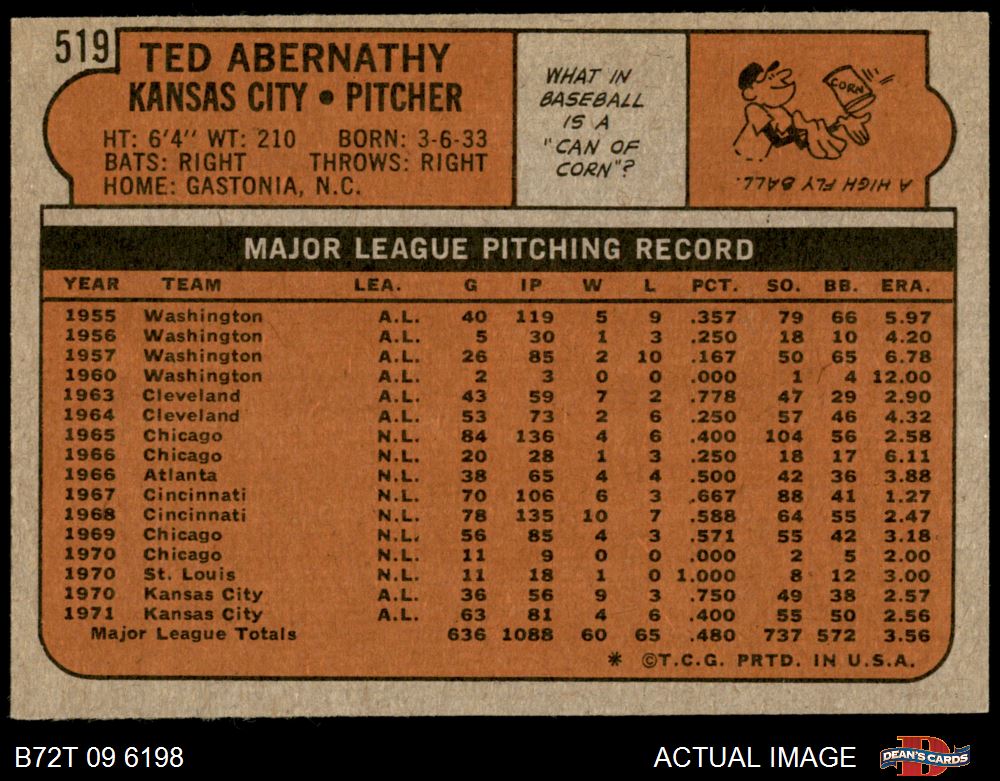 519
TED ABERNATHY
KANSAS CITY • PITCHER
HT: 6'4" WT: 210 BORN: 3-6-33
BATS: RIGHT THROWS: RIGHT
HOME: GASTONIA, N.C.
WHAT IN
BASEBALL
IS A
"CAN OF
CORN"?
CORN
A HIGH FLY BALL.
MAJOR LEAGUE PITCHING RECORD
YEAR TEAM LEA. G IP W L PCT. SO. BB. ERA.
1955 Washington A.L. 40 119 5 9 .357 79 66 5.97
1956 Washington A.L. 5 30 1 3 .250 18 10 4.20
1957 Washington A.L. 26 85 2 10 .167 50 65 6.78
1960 Washington A.L. 2 3 0 0 .000 1 4 12.00
1963 Cleveland A.L. 43 59 7 2 .778 47 29 2.90
1964 Cleveland A.L. 53 73 2 6 .250 57 46 4.32
1965 Chicago N.L. 84 136 4 6 .400 104 56 2.58
1966 Chicago N.L. 20 28 1 3 .250 18 17 6.11
1966 Atlanta N.L. 38 65 4 4 .500 42 36 3.88
1967 Cincinnati N.L. 70 106 6 3 .667 88 41 1.27
1968 Cincinnati N.L. 78 135 10 7 .588 64 55 2.47
1969 Chicago N.L. 56 85 4 3 .571 55 42 3.18
1970 Chicago N.L. 11 9 0 0 .000 2 5 2.00
1970 St. Louis N.L. 11 18 1 0 1.000 8 12 3.00
1970 Kansas City A.L. 36 56 9 3 .750 49 38 2.57
1971 Kansas City A.L. 63 81 4 6 .400 55 50 2.56
Major League Totals 636 1088 60 65 .480 737 572 3.56
* ©T.C.G. PRTD. IN U.S.A.
B72T 09 6198 ACTUAL IMAGE DEAN'S CARDS